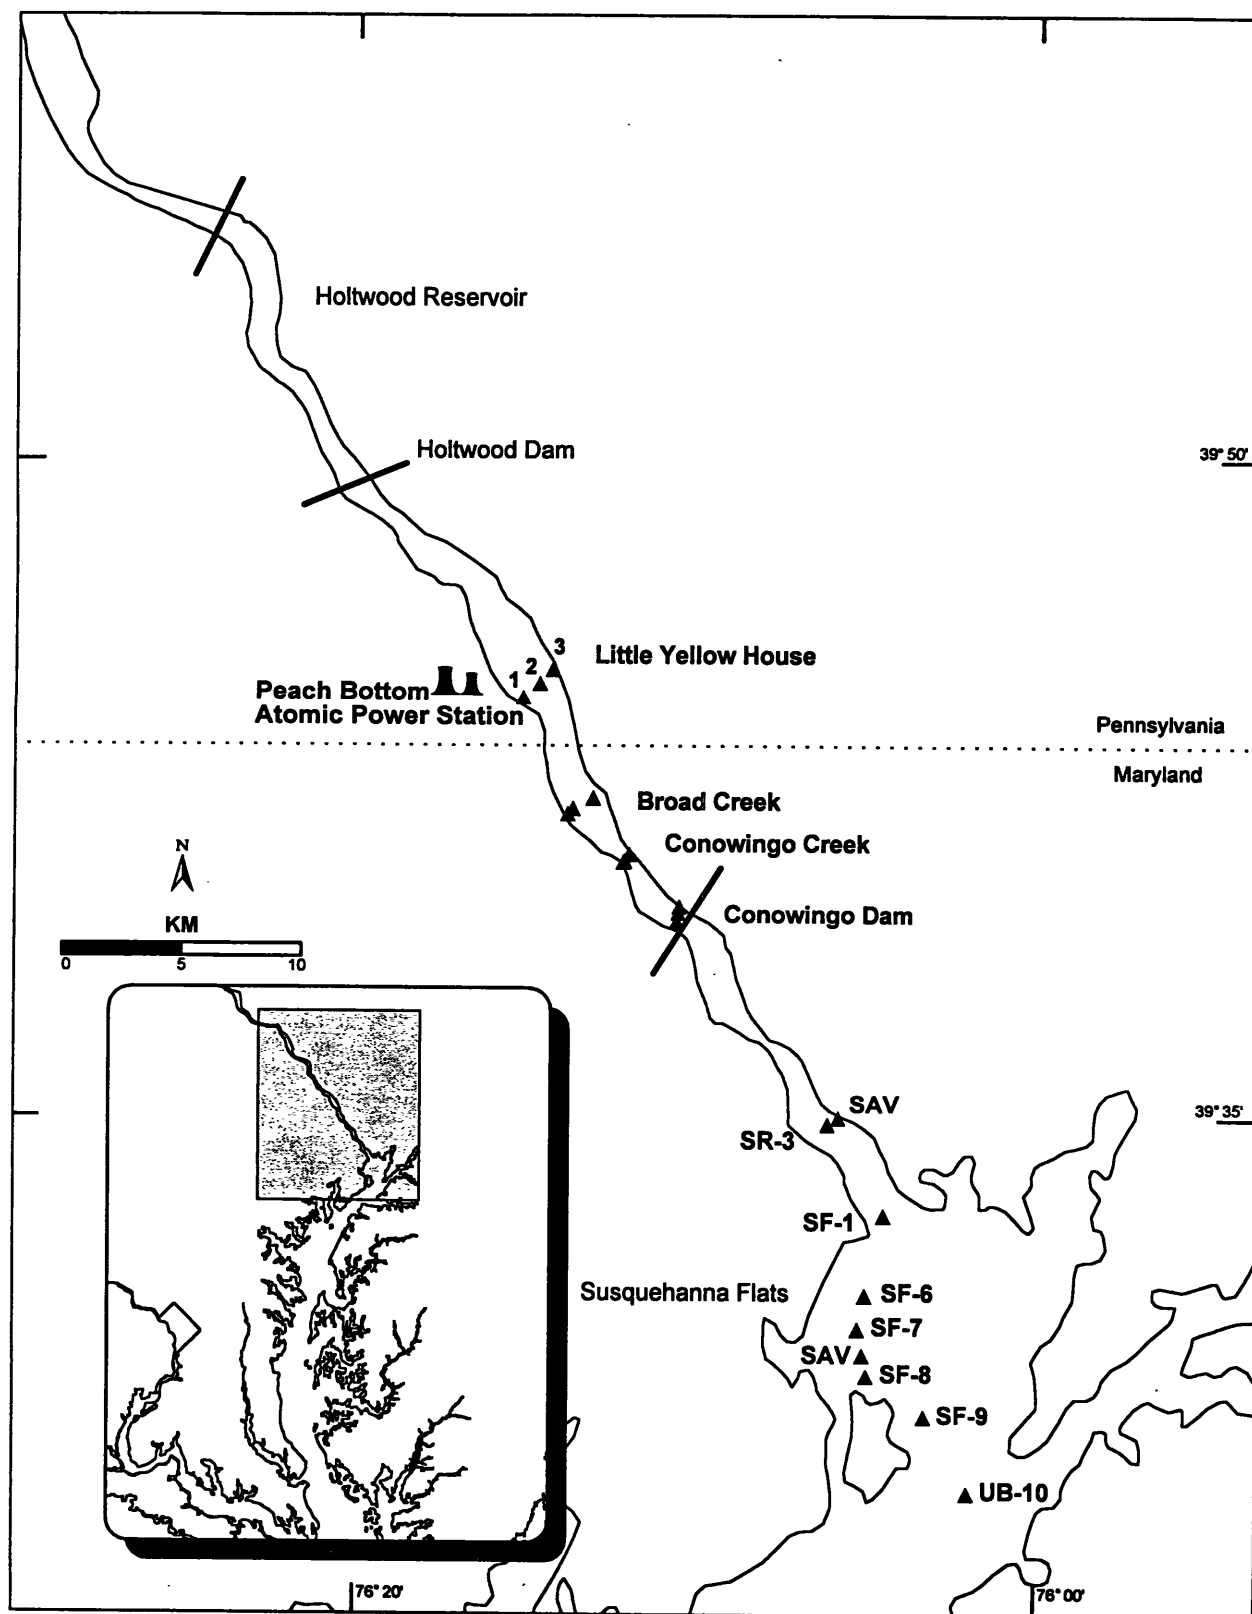 Holtwood Reservoir
Holtwood Dam
39° 50'
3
Little Yellow House
2
1
Peach Bottom
Atomic Power Station
Pennsylvania
Maryland
Broad Creek
Conowingo Creek
N
Conowingo Dam
KM
0 5 10
SAV
39° 35'
SR-3
SF-1
Susquehanna Flats
SF-6
SF-7
SAV
SF-8
SF-9
UB-10
76° 20'
76° 00'